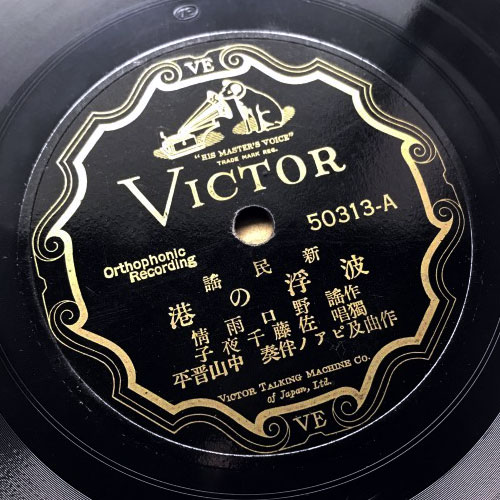 VE
"HIS MASTER'S VOICE"
TRADE MARK REG.
VICTOR
50313-A
Orthophonic
Recording
新民謠
波浮の港
作謠 野口雨情
獨唱 佐藤千夜子
作曲及ピアノ伴奏 中山晋平
VICTOR TALKING MACHINE CO.
of Japan, Ltd.
VE